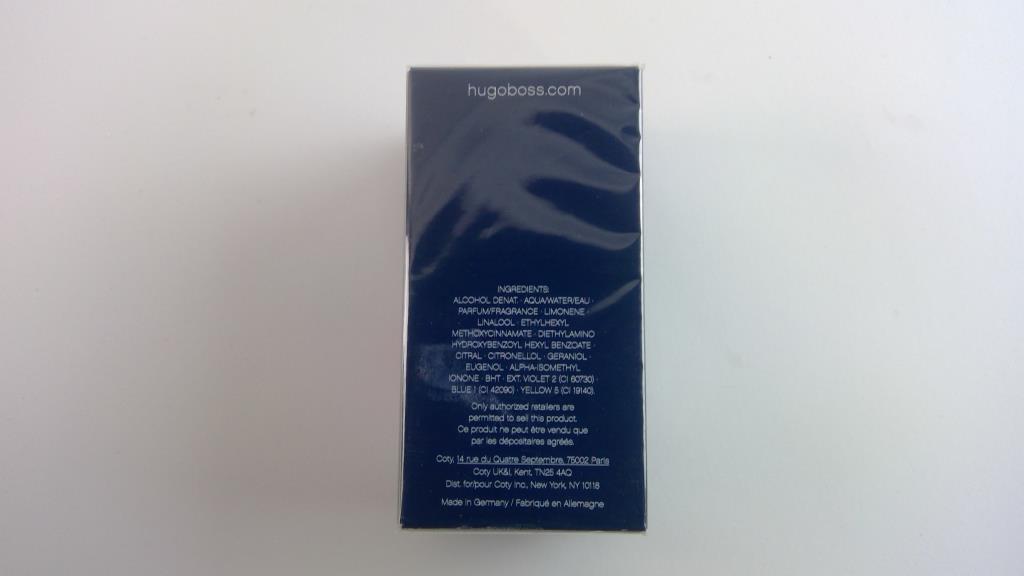 hugoboss.com
INGREDIENTS:
ALCOHOL DENAT. · AQUA/WATER/EAU ·
PARFUM/FRAGRANCE · LIMONENE ·
LINALOOL · ETHYLHEXYL
METHOXYCINNAMATE · DIETHYLAMINO
HYDROXYBENZOYL HEXYL BENZOATE ·
CITRAL · CITRONELLOL · GERANIOL ·
EUGENOL · ALPHA-ISOMETHYL
IONONE · BHT · EXT. VIOLET 2 (CI 60730) ·
BLUE 1 (CI 42090) · YELLOW 5 (CI 19140).
Only authorized retailers are
permitted to sell this product.
Ce produit ne peut être vendu que
par les dépositaires agréés.
Coty, 14 rue du Quatre Septembre, 75002 Paris
Coty UK&I, Kent, TN25 4AQ
Dist. for/pour Coty Inc., New York, NY 10118
Made in Germany / Fabriqué en Allemagne